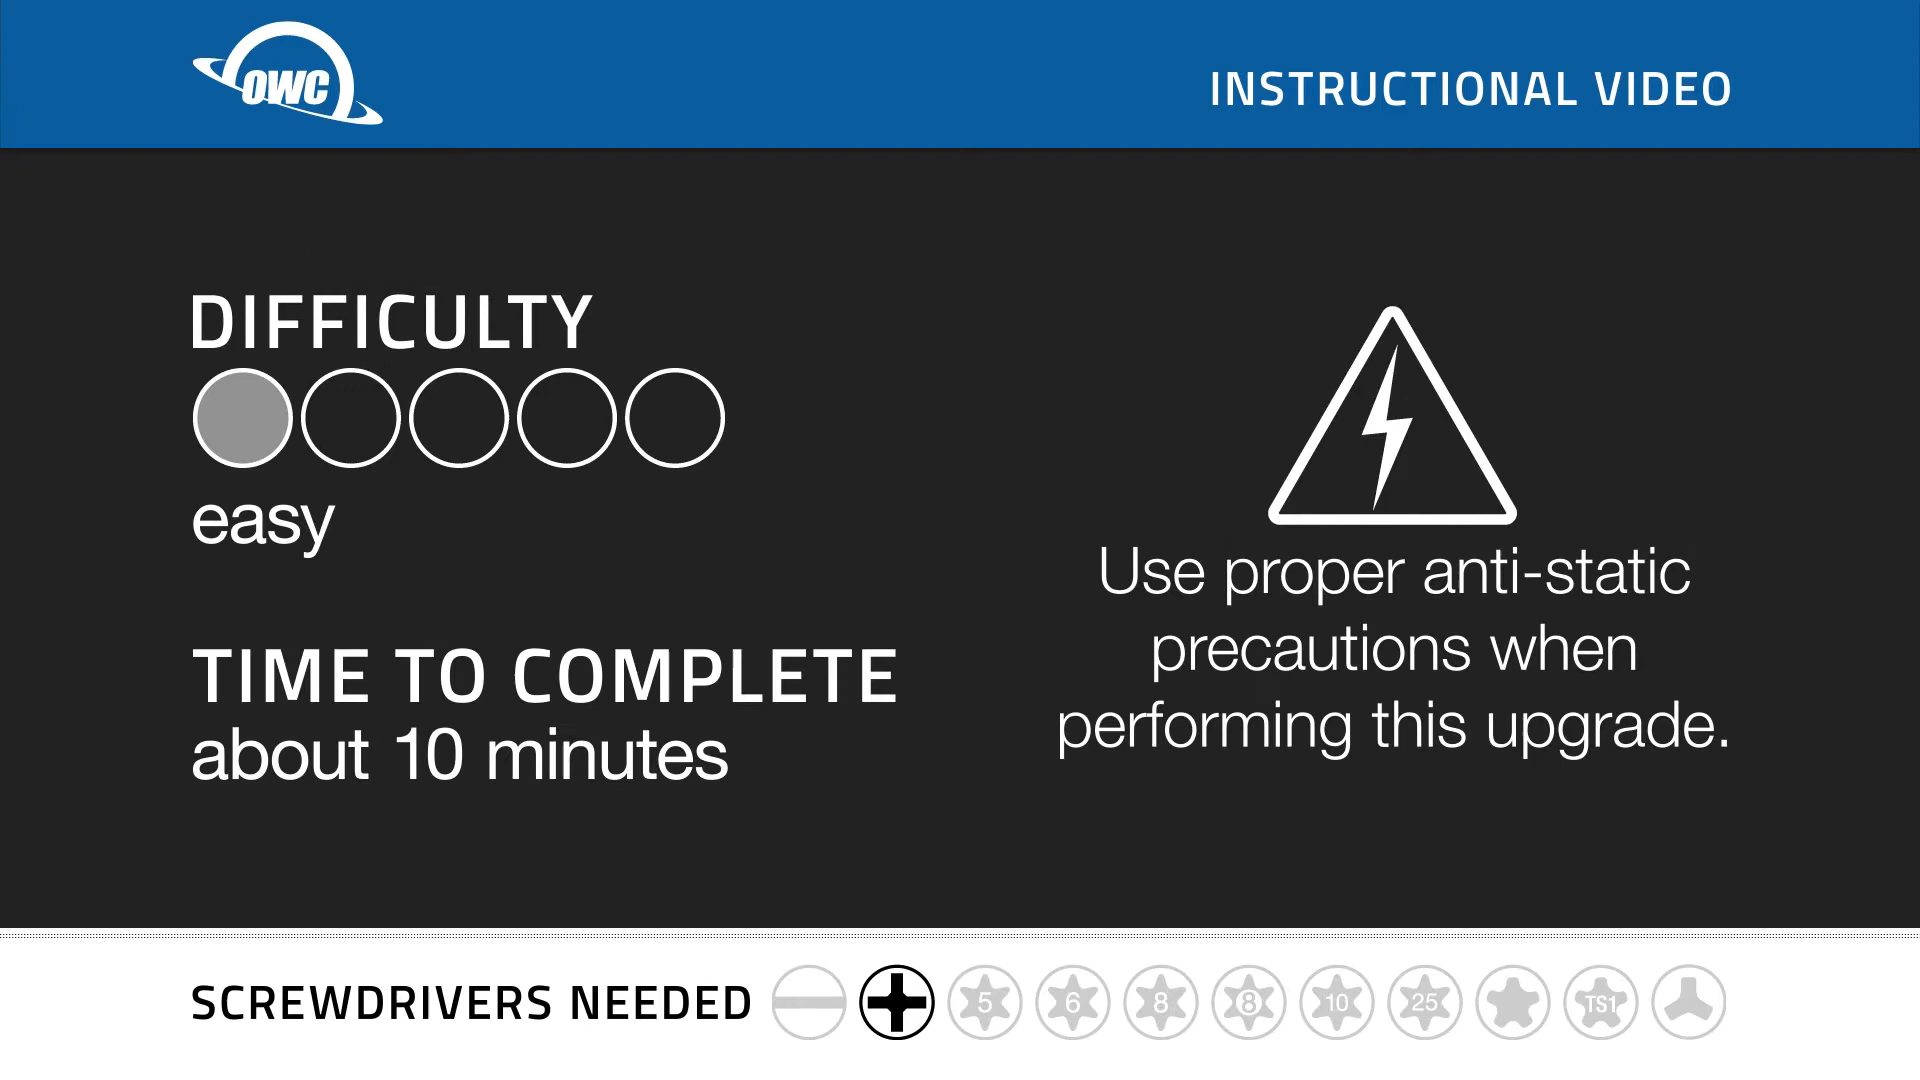 OWC
INSTRUCTIONAL VIDEO
DIFFICULTY
easy
TIME TO COMPLETE
about 10 minutes
Use proper anti-static
precautions when
performing this upgrade.
SCREWDRIVERS NEEDED 5 6 8 8 10 25 TS1